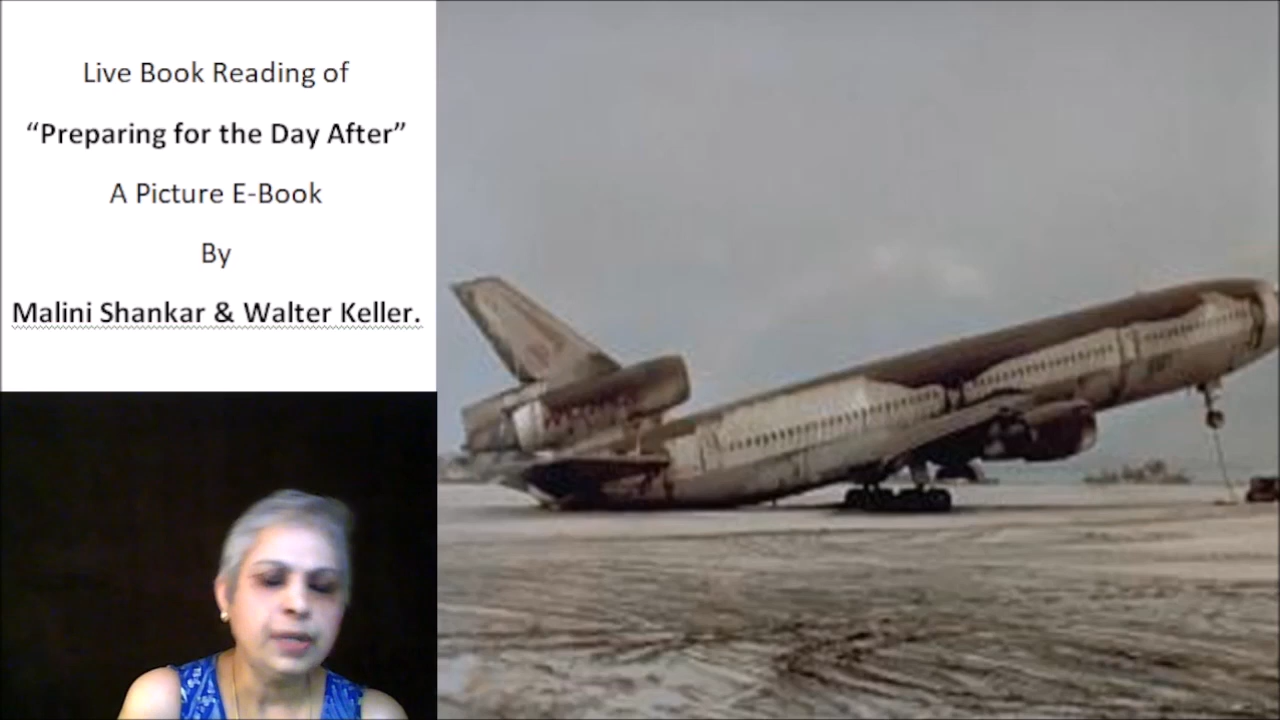 Live Book Reading of
“Preparing for the Day After”
A Picture E-Book
By
Malini Shankar & Walter Keller.